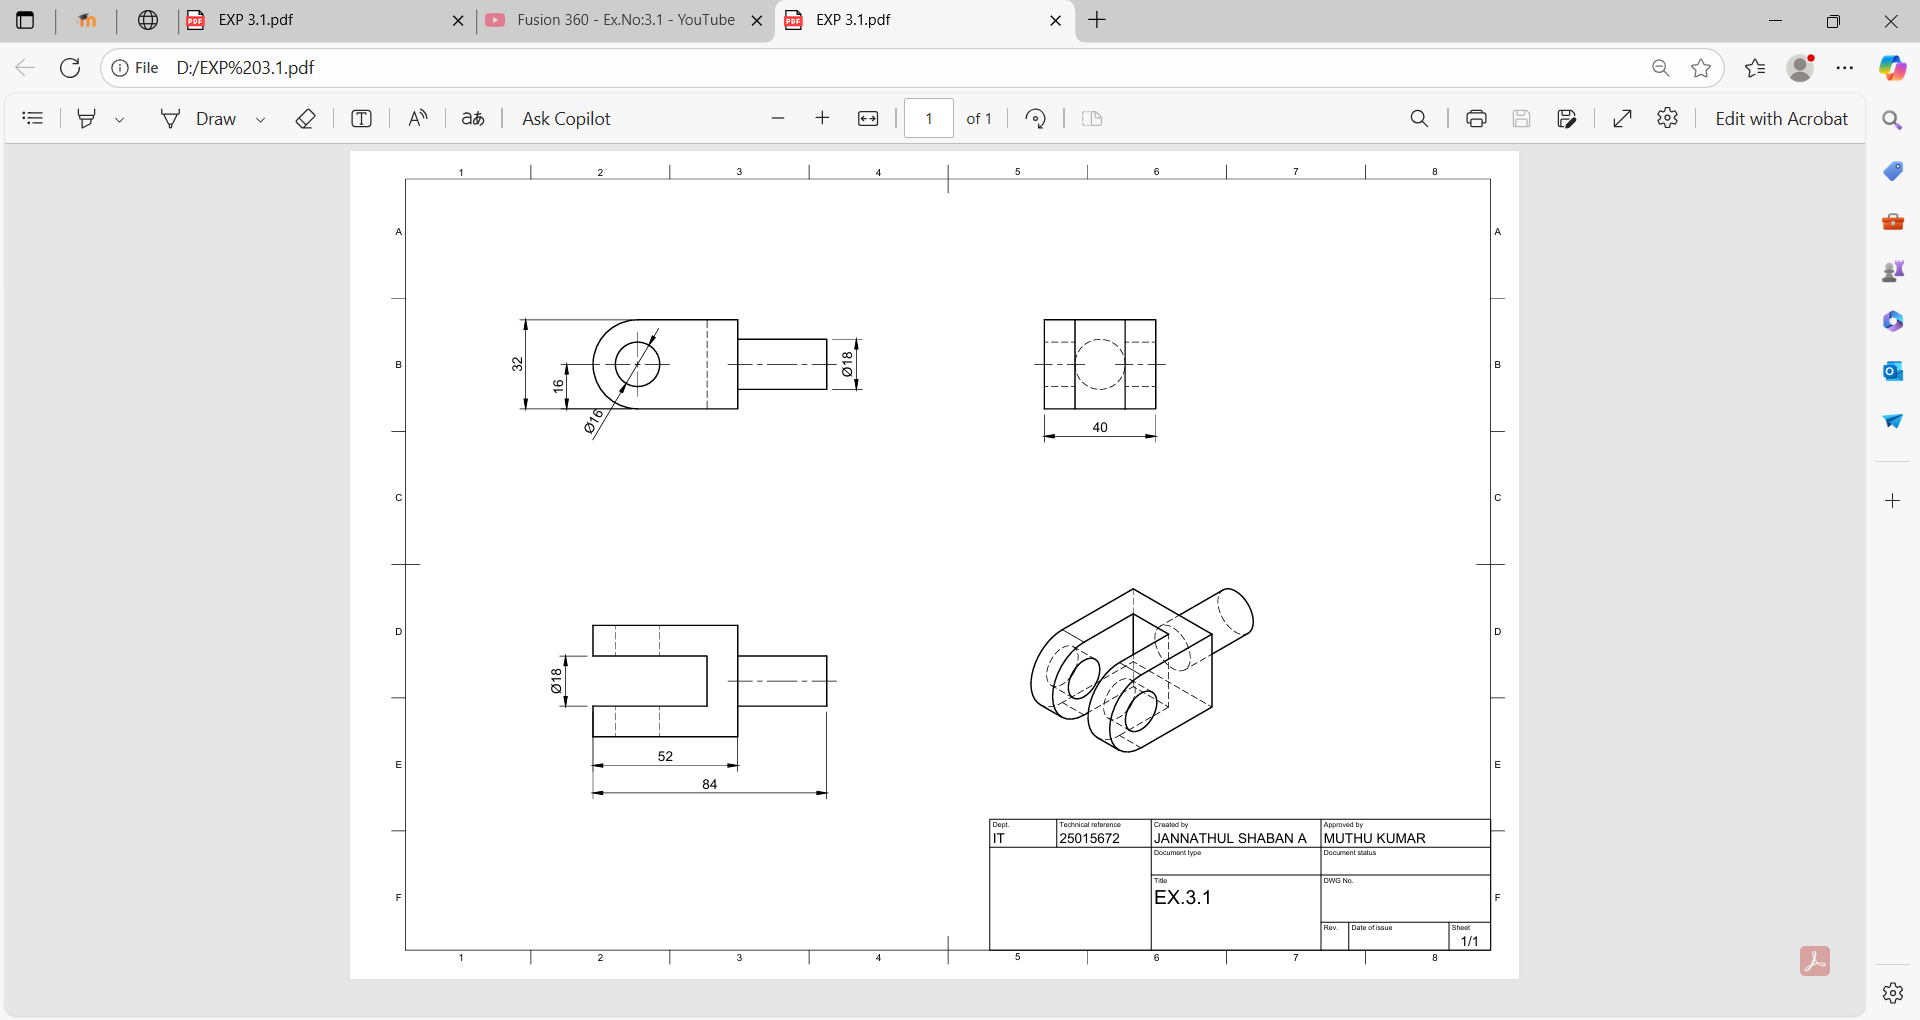 EXP 3.1.pdf
Fusion 360 - Ex.No:3.1 - YouTube
EXP 3.1.pdf
File D:/EXP%203.1.pdf
Draw
aあ
Ask Copilot
1 of 1
Edit with Acrobat
1 2 3 4 5 6 7 8
A A
B B
C C
D D
E E
F F
32
16
Ø16
Ø18
40
Ø18
52
84
Dept.
IT
Technical reference
25015672
Created by
JANNATHUL SHABAN A
Approved by
MUTHU KUMAR
Document type
Document status
Title
EX.3.1
DWG No.
Rev.
Date of issue
Sheet
1/1
1 2 3 4 5 6 7 8